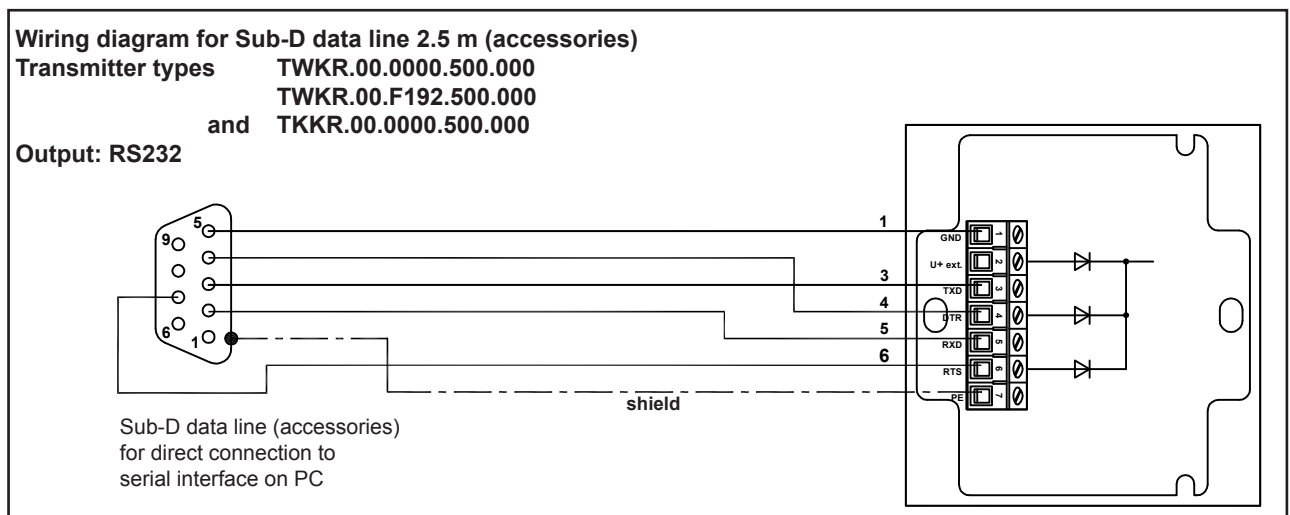 Wiring diagram for Sub-D data line 2.5 m (accessories)
Transmitter types TWKR.00.0000.500.000
TWKR.00.F192.500.000
and TKKR.00.0000.500.000
Output: RS232
5
9
6
1
1
3
4
5
6
GND 1
U+ ext. 2
TXD 3
DTR 4
RXD 5
RTS 6
PE 7
shield
Sub-D data line (accessories)
for direct connection to
serial interface on PC